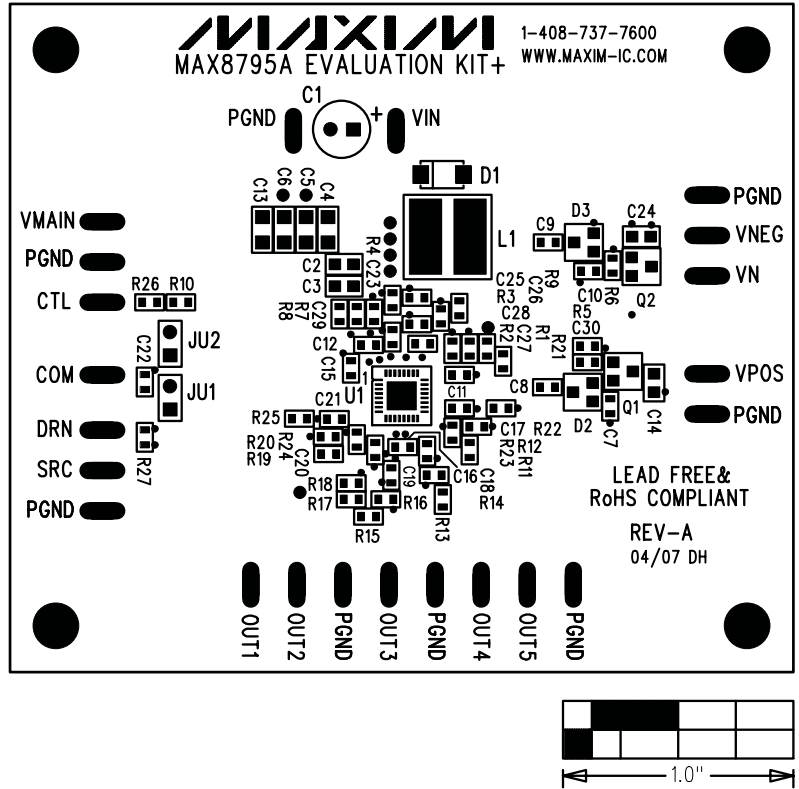 MAXIM
1-408-737-7600
WWW.MAXIM-IC.COM
MAX8795A EVALUATION KIT+
C1
PGND
+
VIN
D1
C13
C6
C5
C4
L1
R4
C2
C23
C3
C25
R3
C26
R9
C28
R8
R7
C29
R2
C27
R1
R21
C12
C15
1
U1
C11
C9
D3
C24
C10
R6
Q2
R5
C30
C8
D2
Q1
C7
C14
PGND
VNEG
VN
VPOS
PGND
VMAIN
PGND
CTL
R26
R10
JU2
C22
JU1
COM
DRN
SRC
PGND
R27
C21
R25
R20
R19
R24
C20
R18
R17
R15
C19
R16
C16
C18
R13
R14
C17
R22
R23
R12
R11
LEAD FREE&
RoHS COMPLIANT
REV-A
04/07 DH
OUT1
OUT2
PGND
OUT3
PGND
OUT4
OUT5
PGND
1.0"